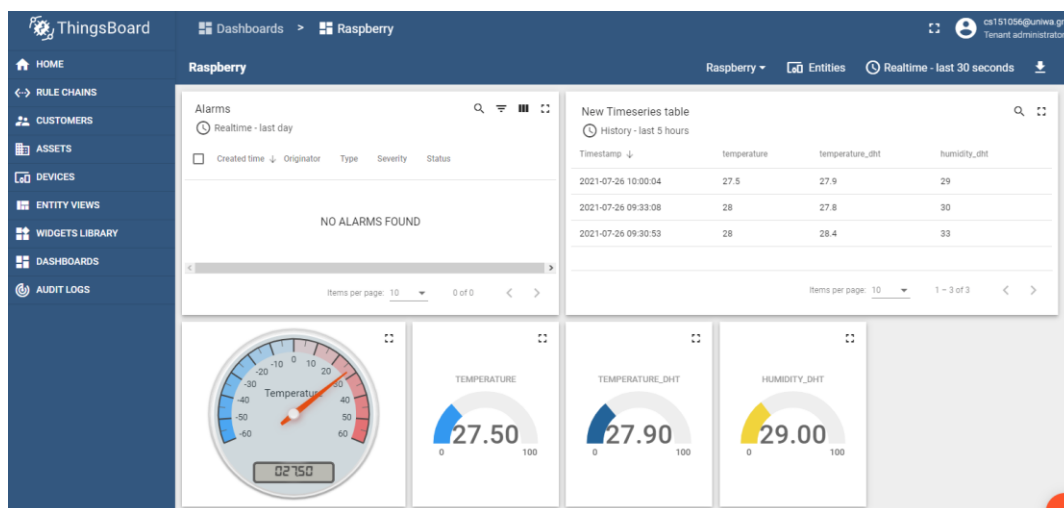 ThingsBoard
Dashboards > Raspberry
cs151056@uniwa.gr
Tenant administrator
HOME
RULE CHAINS
CUSTOMERS
ASSETS
DEVICES
ENTITY VIEWS
WIDGETS LIBRARY
DASHBOARDS
AUDIT LOGS
Raspberry
Raspberry
Entities
Realtime - last 30 seconds
Alarms
Realtime - last day
Created time Originator Type Severity Status
NO ALARMS FOUND
Items per page: 10 0 of 0
New Timeseries table
History - last 5 hours
Timestamp temperature temperature_dht humidity_dht
2021-07-26 10:00:04 27.5 27.9 29
2021-07-26 09:33:08 28 27.8 30
2021-07-26 09:30:53 28 28.4 33
Items per page: 10 1 – 3 of 3
-60 -50 -40 -30 -20 -10 0 10 20 30 40 50 60
Temperature
02750
TEMPERATURE
27.50
0 100
TEMPERATURE_DHT
27.90
0 100
HUMIDITY_DHT
29.00
0 100